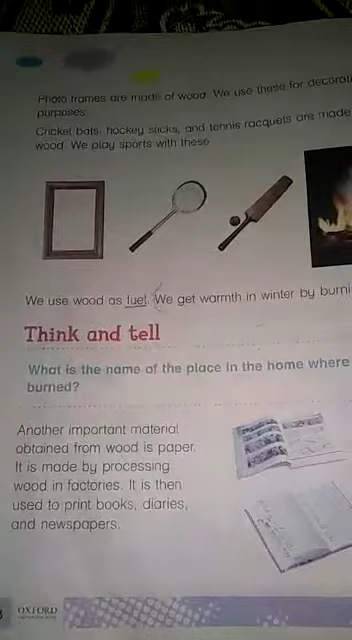 Photo frames are made of wood. We use these for decorati
purposes.
Cricket bats, hockey sticks, and tennis racquets are made
wood. We play sports with these
We use wood as fuel. We get warmth in winter by burni
Think and tell
What is the name of the place in the home where
burned?
Another important material
obtained from wood is paper.
It is made by processing
wood in factories. It is then
used to print books, diaries,
and newspapers.
OXFORD